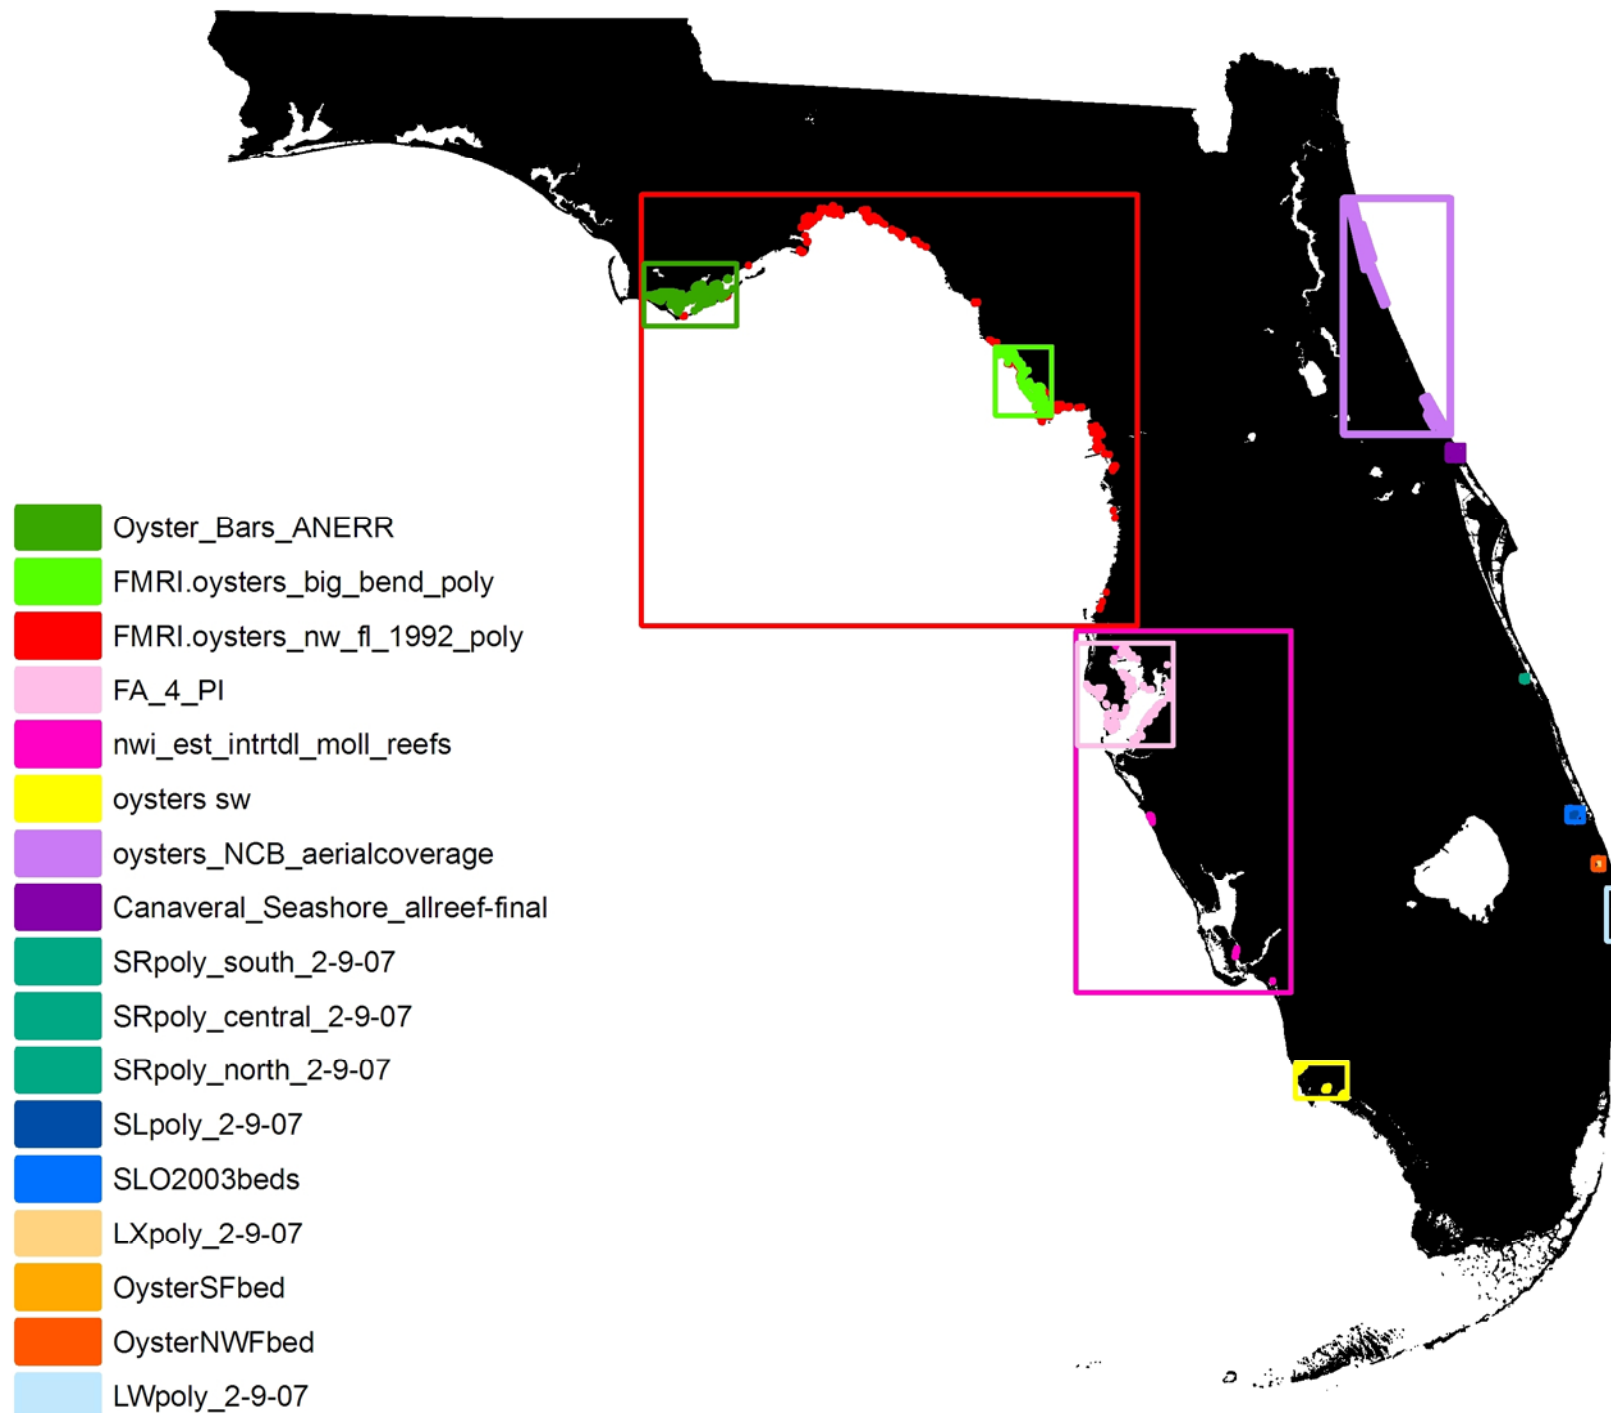 Oyster_Bars_ANERR
FMRI.oysters_big_bend_poly
FMRI.oysters_nw_fl_1992_poly
FA_4_PI
nwi_est_intrtdl_moll_reefs
oysters sw
oysters_NCB_aerialcoverage
Canaveral_Seashore_allreef-final
SRpoly_south_2-9-07
SRpoly_central_2-9-07
SRpoly_north_2-9-07
SLpoly_2-9-07
SLO2003beds
LXpoly_2-9-07
OysterSFbed
OysterNWFbed
LWpoly_2-9-07